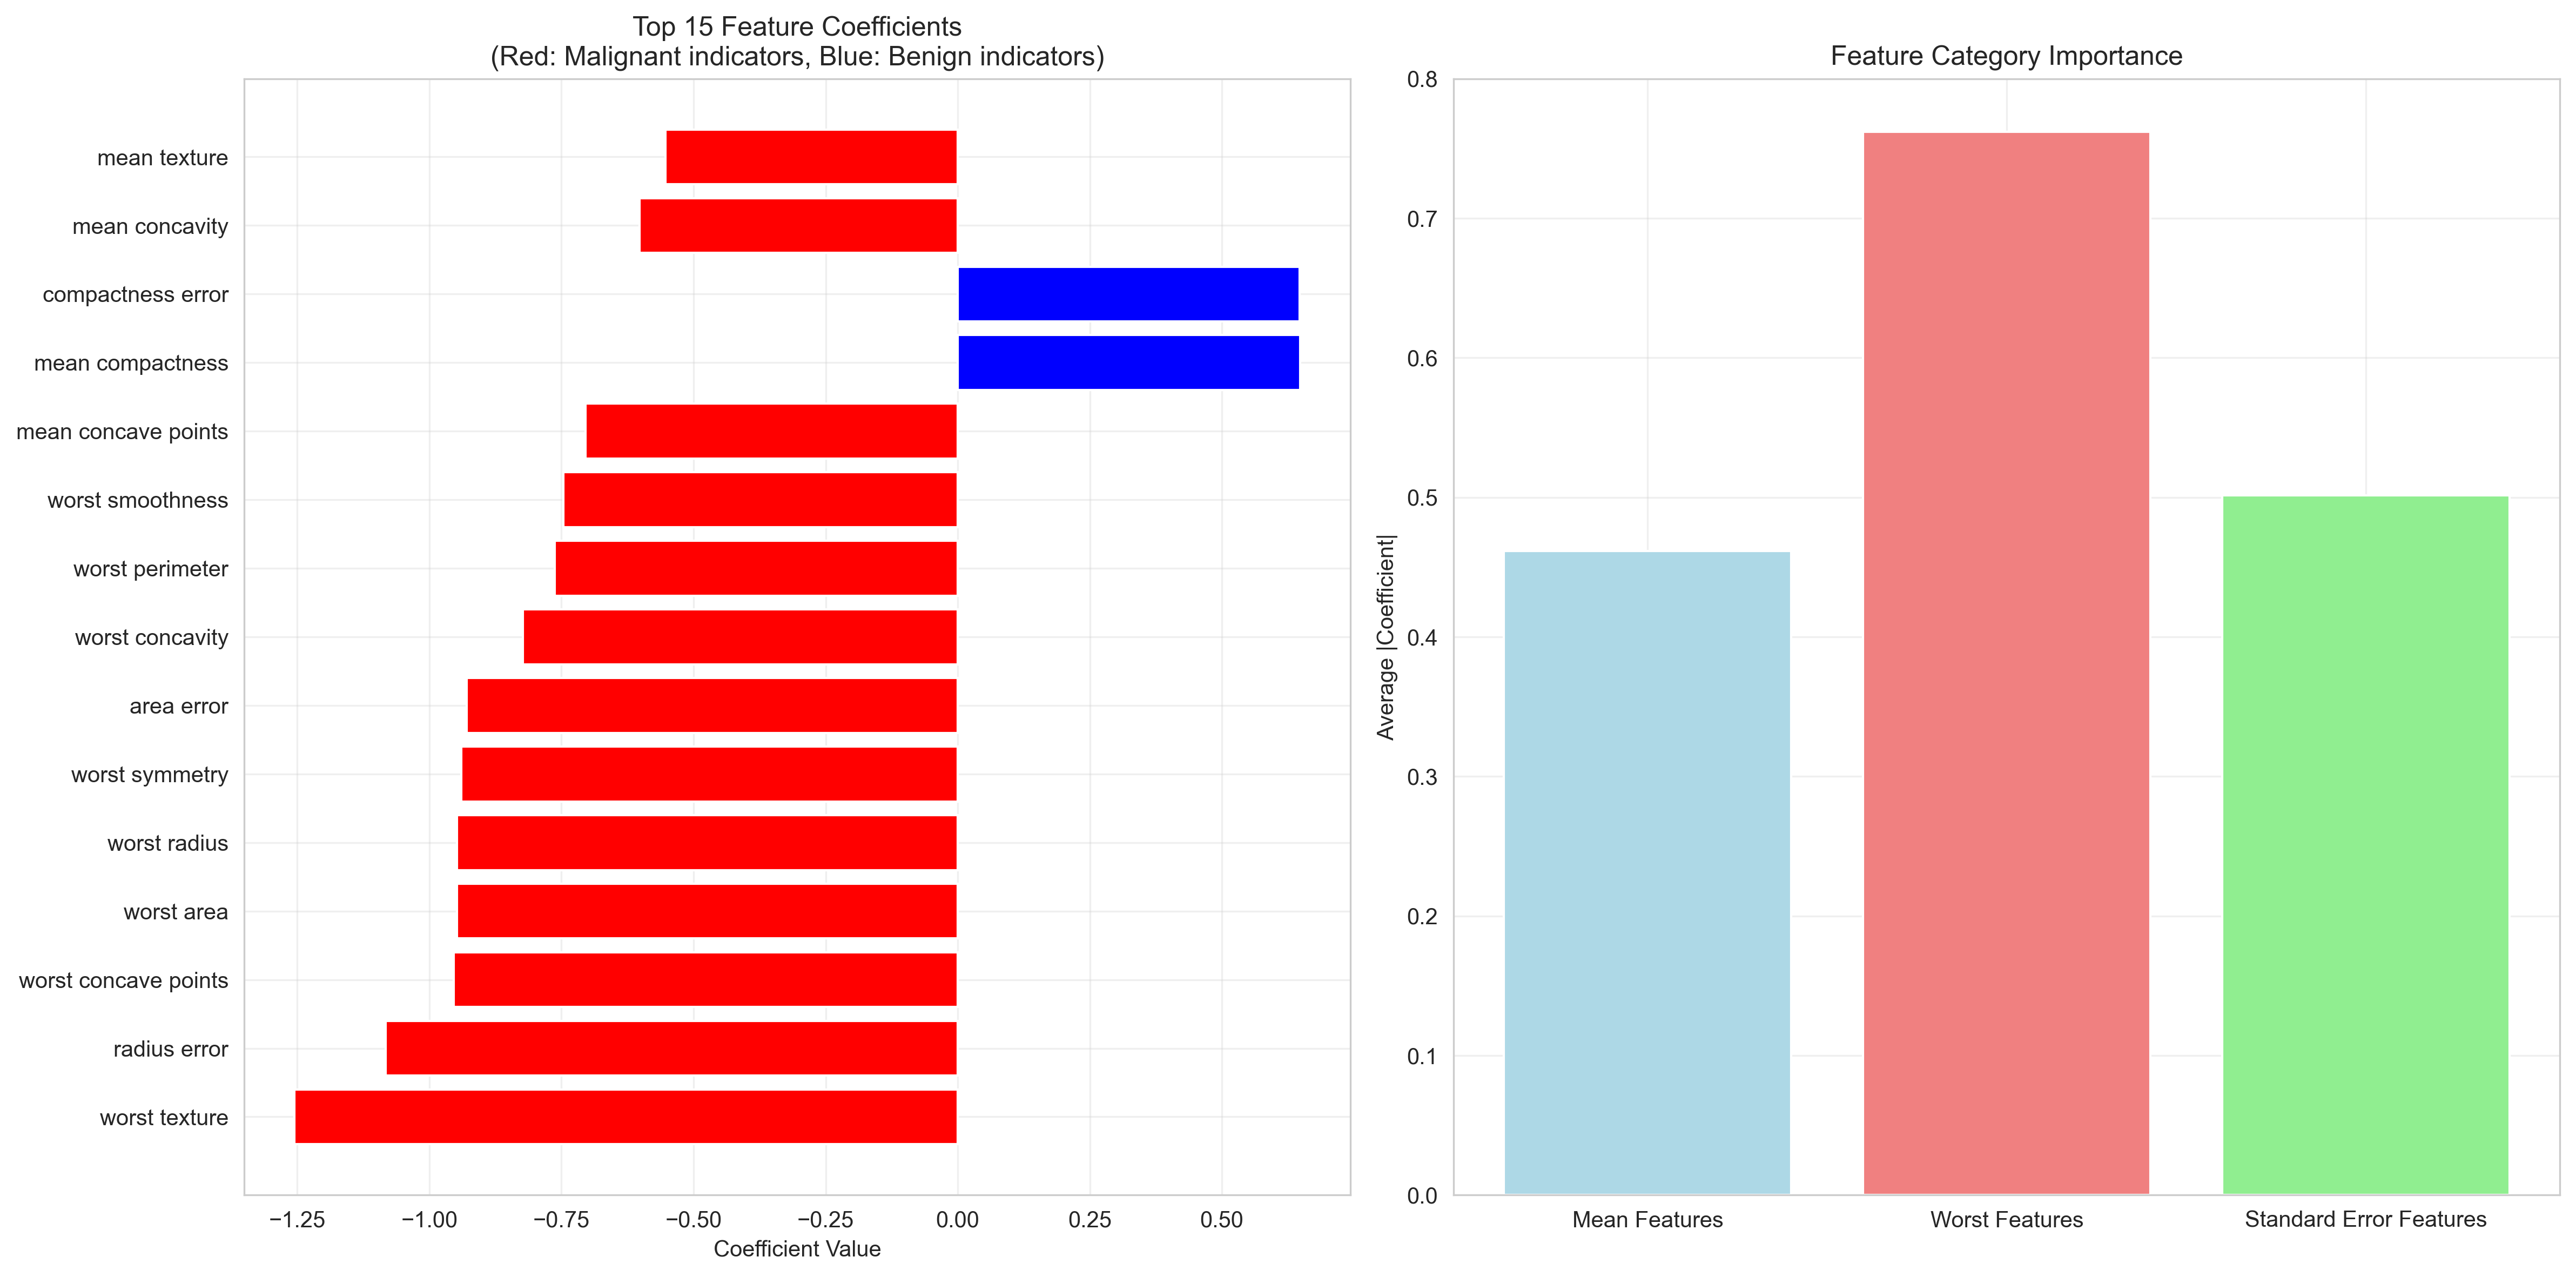 Top 15 Feature Coefficients
(Red: Malignant indicators, Blue: Benign indicators)
mean texture
mean concavity
compactness error
mean compactness
mean concave points
worst smoothness
worst perimeter
worst concavity
area error
worst symmetry
worst radius
worst area
worst concave points
radius error
worst texture
−1.25 −1.00 −0.75 −0.50 −0.25 0.00 0.25 0.50
Coefficient Value
Feature Category Importance
Average |Coefficient|
0.8
0.7
0.6
0.5
0.4
0.3
0.2
0.1
0.0
Mean Features Worst Features Standard Error Features